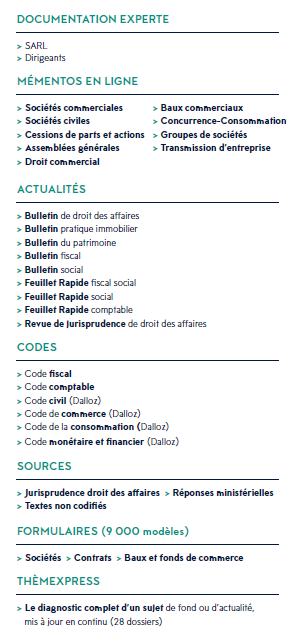 DOCUMENTATION EXPERTE
> SARL
> Dirigeants
MÉMENTOS EN LIGNE
> Sociétés commerciales
> Sociétés civiles
> Cessions de parts et actions
> Assemblées générales
> Droit commercial
> Baux commerciaux
> Concurrence-Consommation
> Groupes de sociétés
> Transmission d'entreprise
ACTUALITÉS
> Bulletin de droit des affaires
> Bulletin pratique immobilier
> Bulletin du patrimoine
> Bulletin fiscal
> Bulletin social
> Feuillet Rapide fiscal social
> Feuillet Rapide social
> Feuillet Rapide comptable
> Revue de Jurisprudence de droit des affaires
CODES
> Code fiscal
> Code comptable
> Code civil (Dalloz)
> Code de commerce (Dalloz)
> Code de la consommation (Dalloz)
> Code monétaire et financier (Dalloz)
SOURCES
> Jurisprudence droit des affaires > Réponses ministérielles
> Textes non codifiés
FORMULAIRES (9 000 modèles)
> Sociétés > Contrats > Baux et fonds de commerce
THÈMEXPRESS
> Le diagnostic complet d'un sujet de fond ou d'actualité,
mis à jour en continu (28 dossiers)